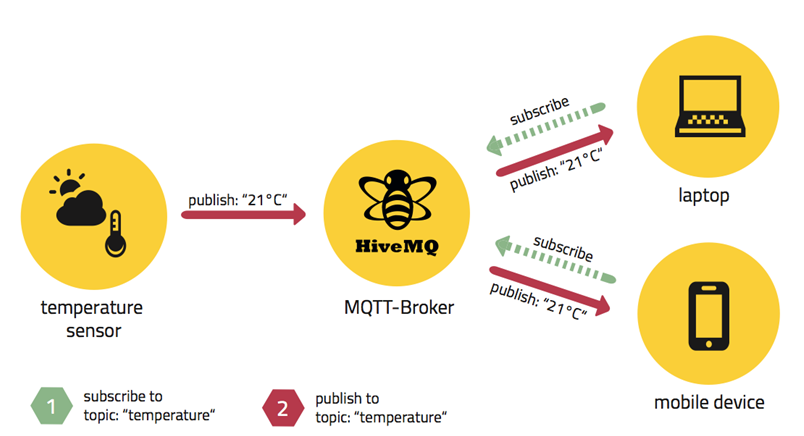 subscribe
publish: “21°C“
laptop
publish: “21°C“
HiveMQ
MQTT-Broker
temperature
sensor
subscribe
publish: “21°C“
mobile device
1
subscribe to
topic: “temperature“
2
publish to
topic: “temperature“